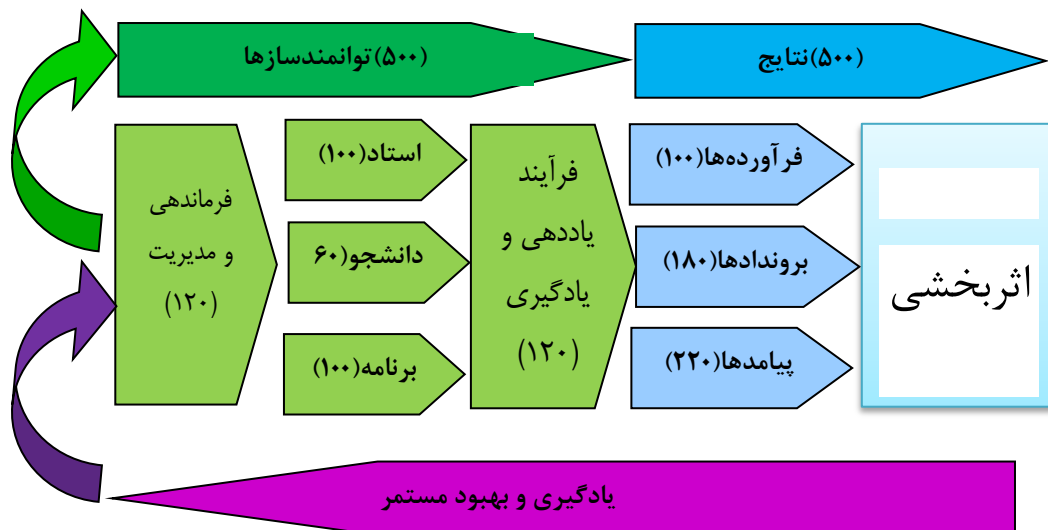 توانمندسازها(۵۰۰)
نتایج(۵۰۰)
فرماندهی
و مدیریت
(۱۲۰)
استاد(۱۰۰)
دانشجو(۶۰
برنامه(۱۰۰)
فرآیند
یاددهی و
یادگیری
(۱۲۰)
فرآورده‌ها(۱۰۰)
بروندادها(۱۸۰)
پیامدها(۲۲۰)
اثربخشی
یادگیری و بهبود مستمر